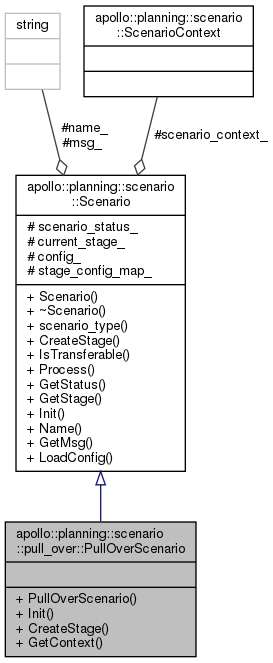 string
apollo::planning::scenario
::ScenarioContext
#name_
#msg_
#scenario_context_
apollo::planning::scenario
::Scenario
# scenario_status_
# current_stage_
# config_
# stage_config_map_
+ Scenario()
+ ~Scenario()
+ scenario_type()
+ CreateStage()
+ IsTransferable()
+ Process()
+ GetStatus()
+ GetStage()
+ Init()
+ Name()
+ GetMsg()
+ LoadConfig()
apollo::planning::scenario
::pull_over::PullOverScenario
+ PullOverScenario()
+ Init()
+ CreateStage()
+ GetContext()